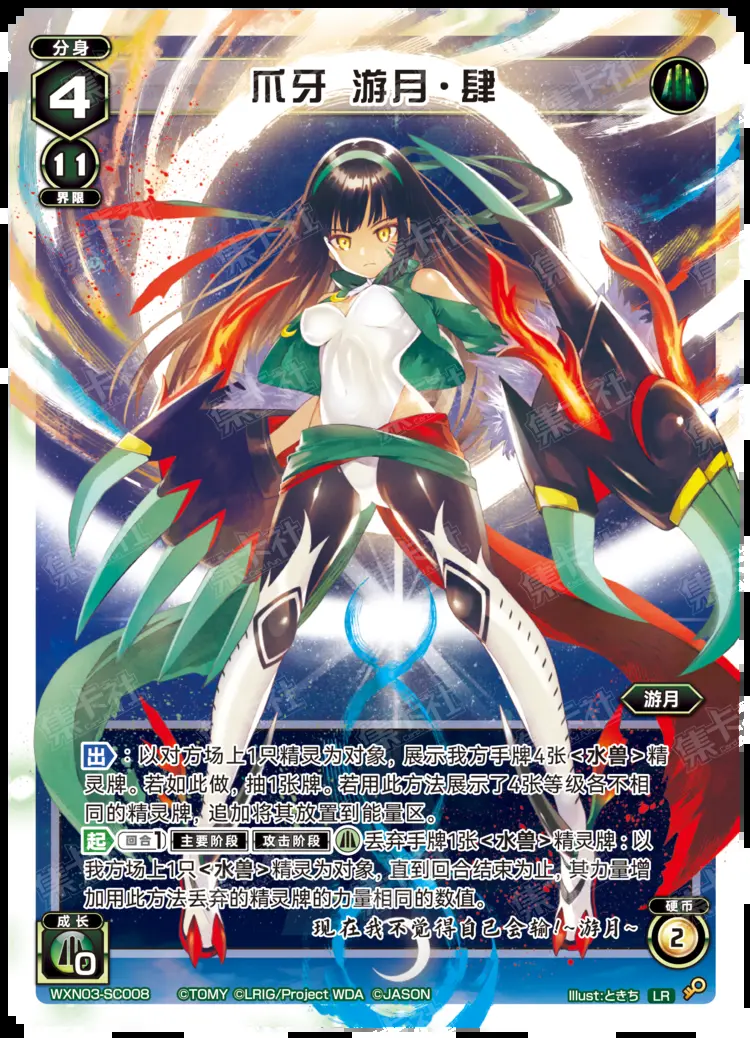 分身
4
爪牙 游月·肆
11
界限
游月
出：以对方场上1只精灵为对象，展示我方手牌4张<水兽>精
灵牌。若如此做，抽1张牌。若用此方法展示了4张等级各不相
同的精灵牌，追加将其放置到能量区。
起 回合1 主要阶段 攻击阶段 丢弃手牌1张<水兽>精灵牌：以
我方场上1只<水兽>精灵为对象，直到回合结束为止，其力量增
加用此方法丢弃的精灵牌的力量相同的数值。
现在我不觉得自己会输!~游月~
成长
0
硬币
2
WXN03-SC008 ©TOMY ©LRIG/Project WDA ©JASON
Illust:ときち LR
集卡社